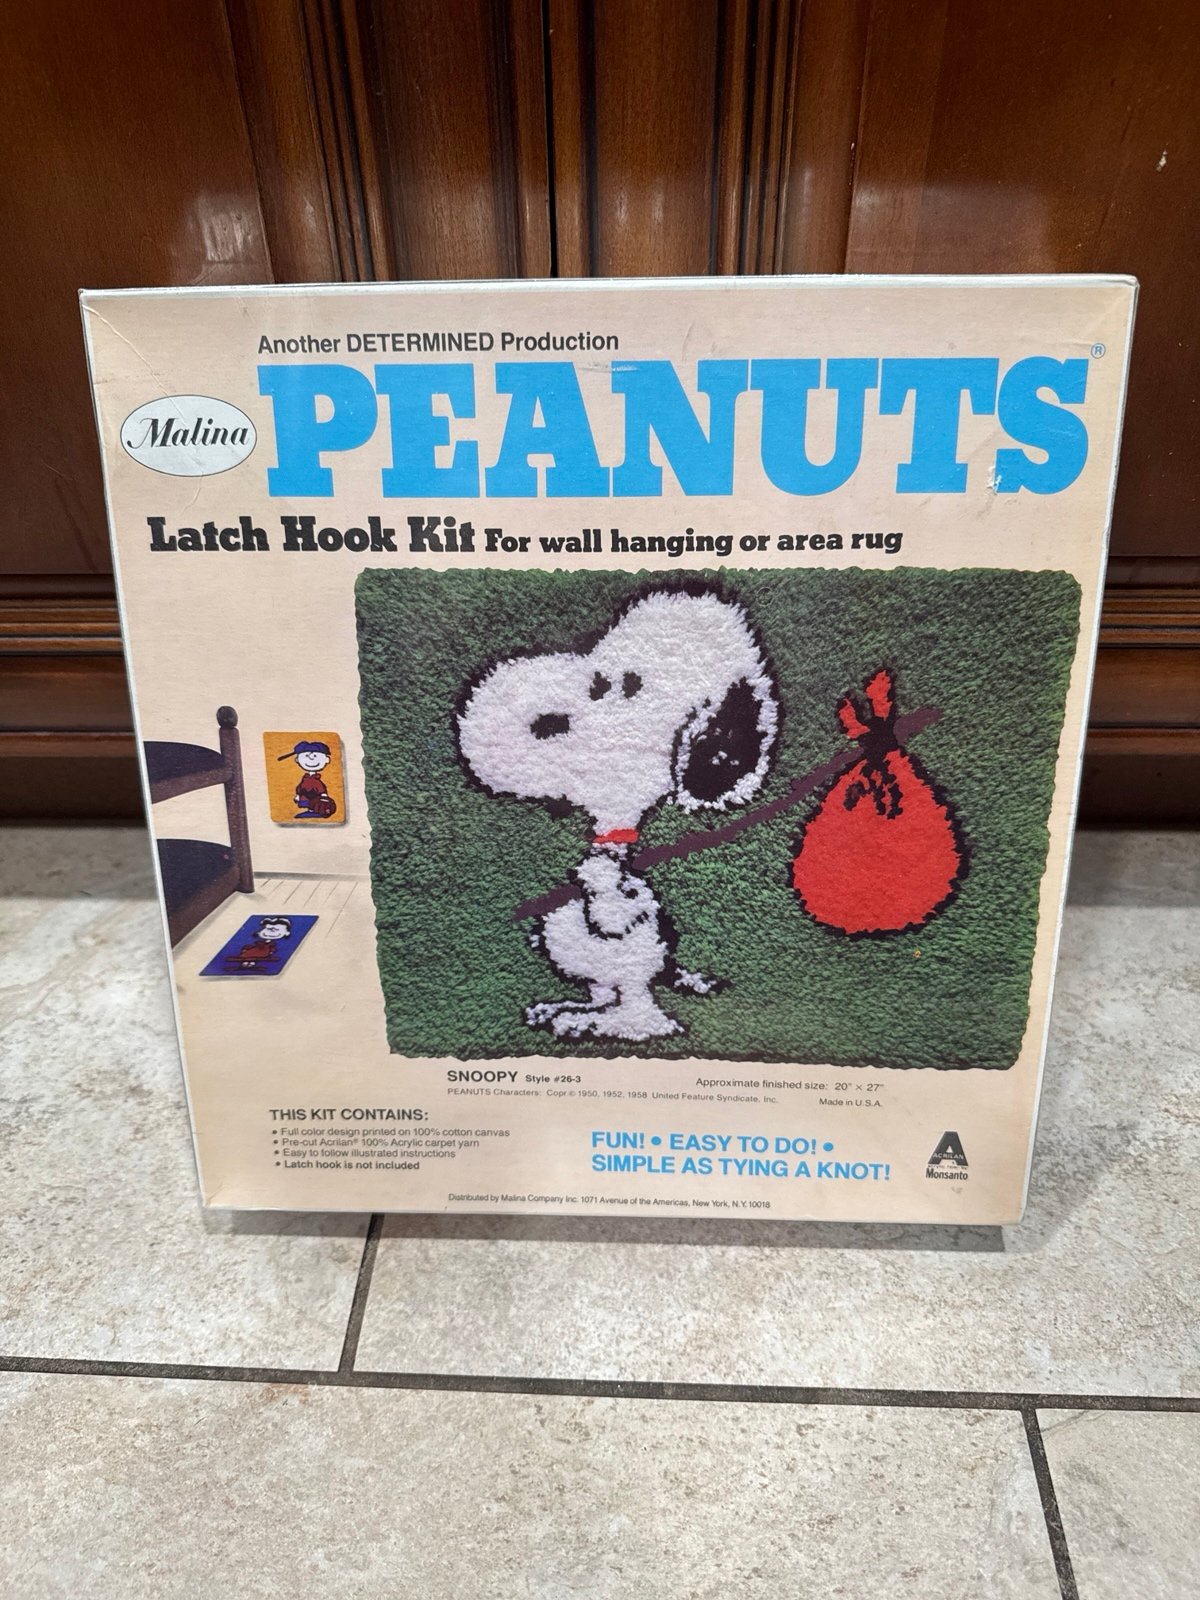 Another DETERMINED Production
PEANUTS®
Malina
Latch Hook Kit For wall hanging or area rug
SNOOPY Style #26-3
Approximate finished size: 20" × 27"
PEANUTS Characters: Copr © 1950, 1952, 1958 United Feature Syndicate, Inc.
Made in U.S.A.
THIS KIT CONTAINS:
• Full color design printed on 100% cotton canvas
• Pre-cut Acrilan® 100% Acrylic carpet yarn
• Easy to follow illustrated instructions
• Latch hook is not included
FUN! • EASY TO DO! •
SIMPLE AS TYING A KNOT!
A
ACRILAN
Monsanto
Distributed by Malina Company Inc. 1071 Avenue of the Americas, New York, N.Y. 10018